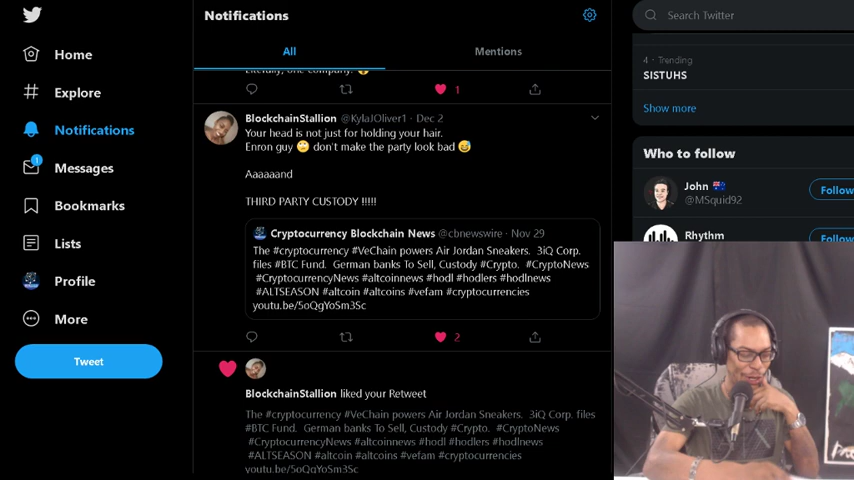 Home
Explore
Notifications
1
Messages
Bookmarks
Lists
Profile
More
Tweet
Notifications
All
Mentions
Literally, one company.
1
BlockchainStallion @KylaJOliver1 · Dec 2
Your head is not just for holding your hair.
Enron guy 🙄 don't make the party look bad 😅
Aaaaaand
THIRD PARTY CUSTODY !!!!!
Cryptocurrency Blockchain News @cbnewswire · Nov 29
The #cryptocurrency #VeChain powers Air Jordan Sneakers. 3iQ Corp.
files #BTC Fund. German banks To Sell, Custody #Crypto. #CryptoNews
#CryptocurrencyNews #altcoinnews #hodl #hodlers #hodlnews
#ALTSEASON #altcoin #altcoins #vefam #cryptocurrencies
youtu.be/5oQgYoSm3Sc
2
BlockchainStallion liked your Retweet
The #cryptocurrency #VeChain powers Air Jordan Sneakers. 3iQ Corp. files
#BTC Fund. German banks To Sell, Custody #Crypto. #CryptoNews
#CryptocurrencyNews #altcoinnews #hodl #hodlers #hodlnews
#ALTSEASON #altcoin #altcoins #vefam #cryptocurrencies
youtu.be/5oQgYoSm3Sc
Search Twitter
4 · Trending
SISTUHS
Show more
Who to follow
John 🇦🇺
@MSquid92
Follow
Rhythm
Follow